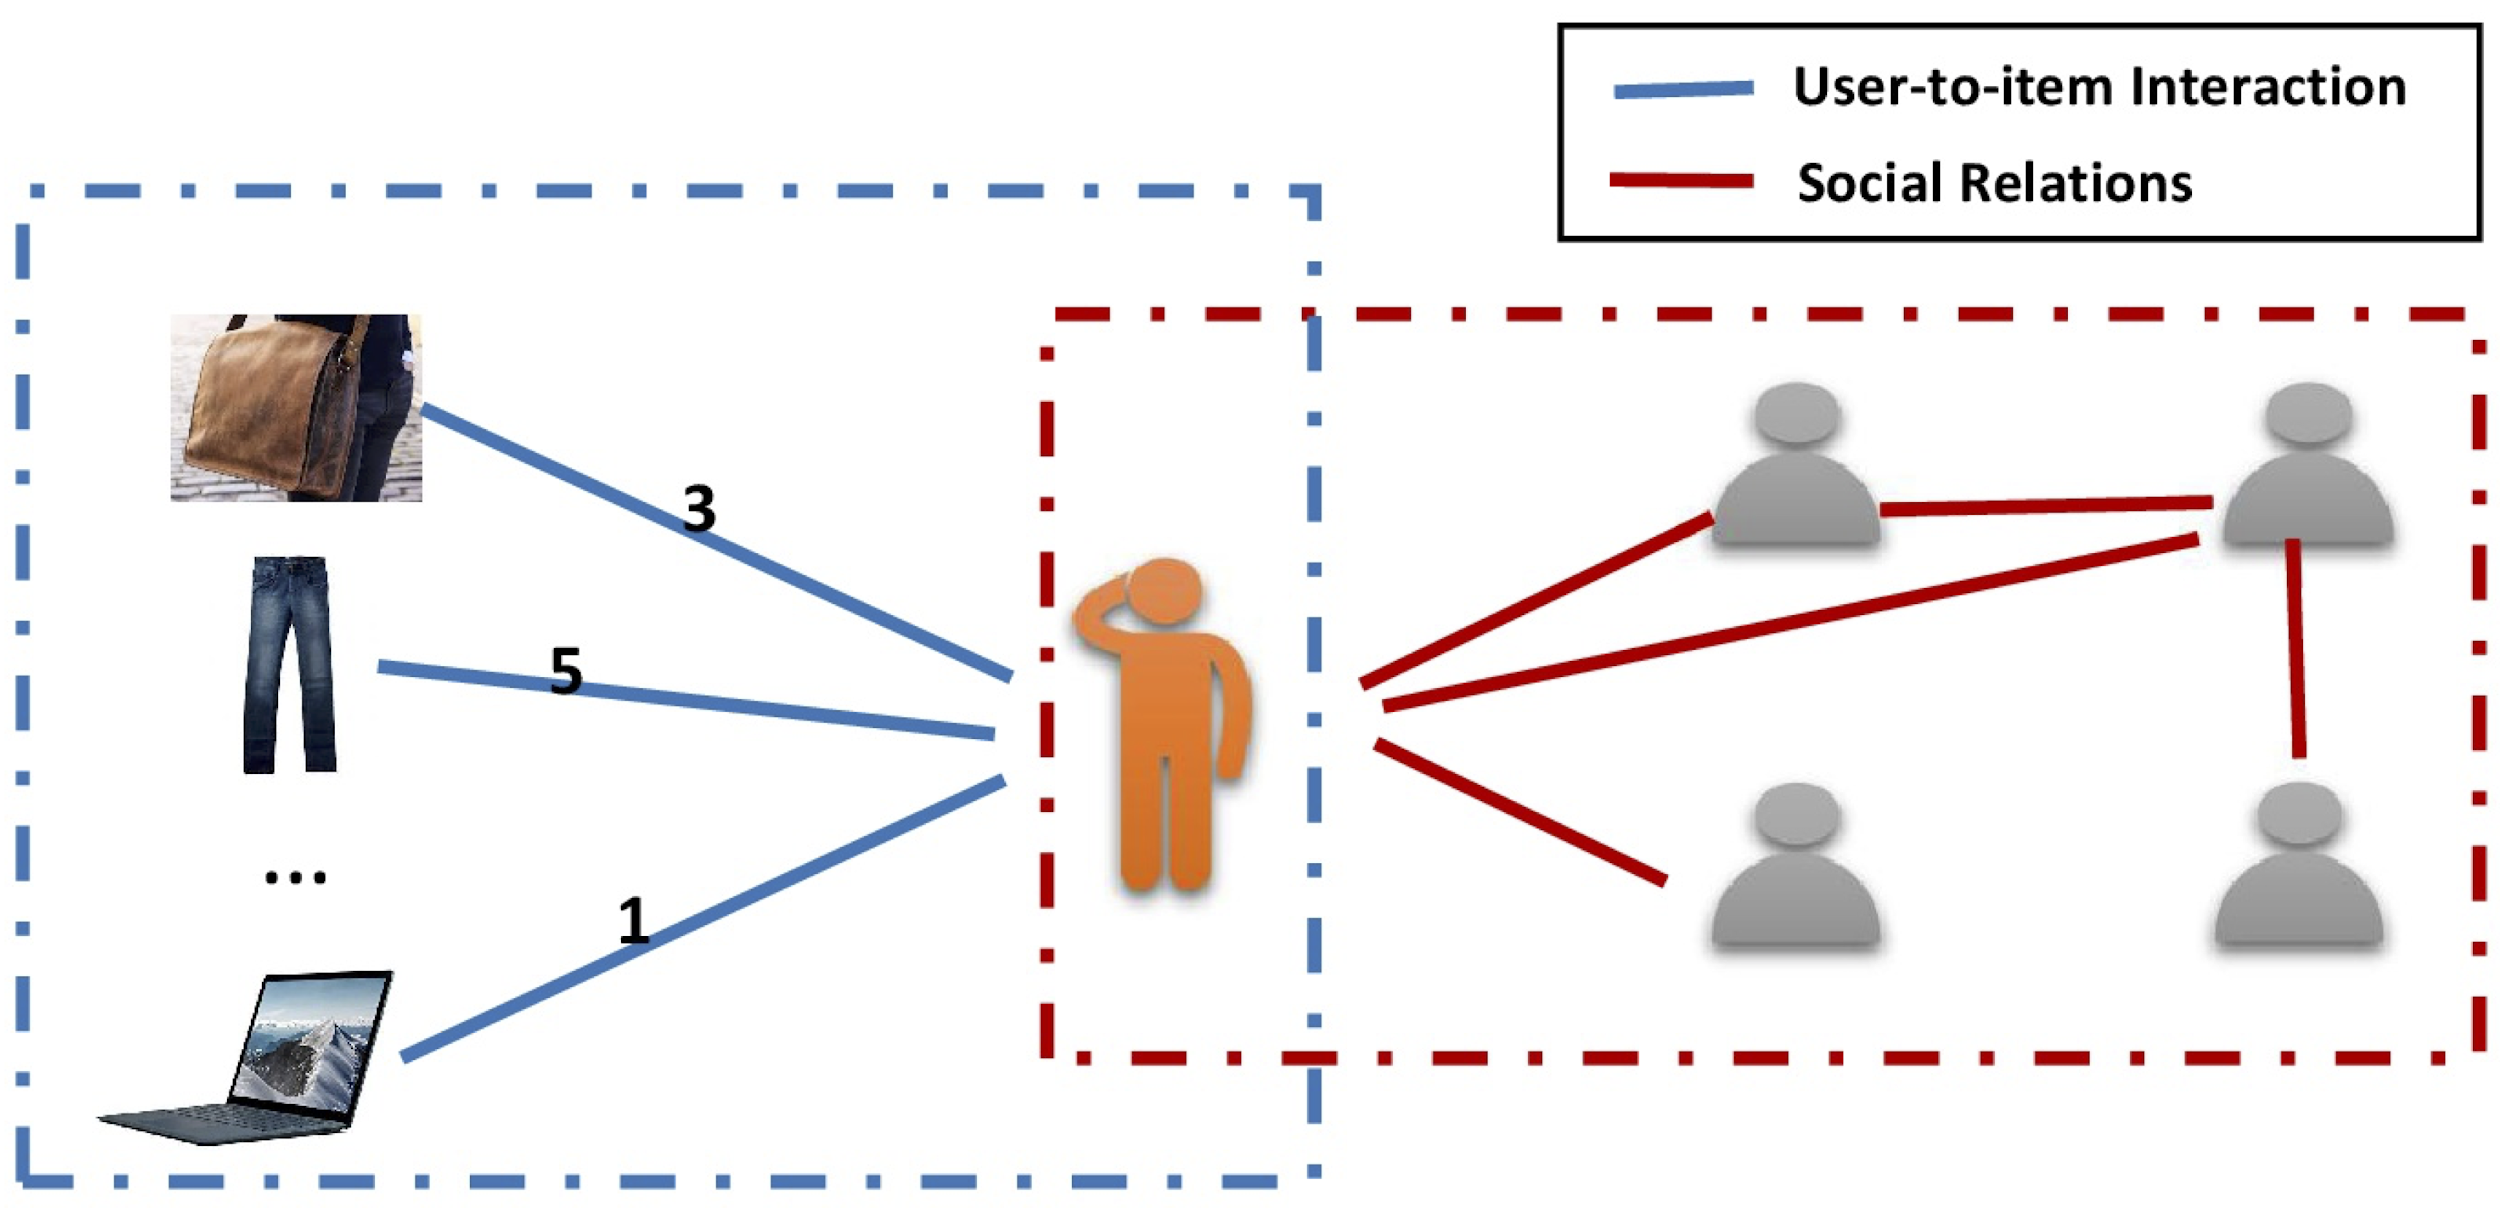 User-to-item Interaction
Social Relations
3
5
...
1